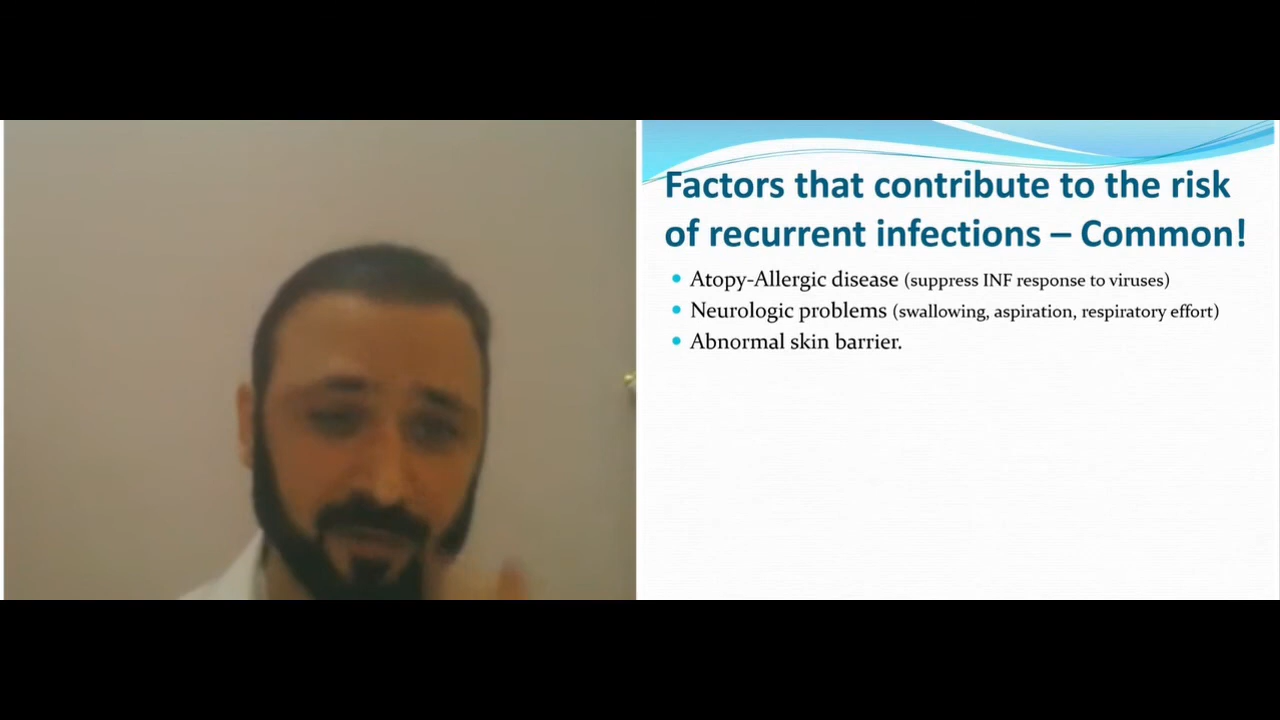 Factors that contribute to the risk
of recurrent infections – Common!
Atopy-Allergic disease (suppress INF response to viruses)
Neurologic problems (swallowing, aspiration, respiratory effort)
Abnormal skin barrier.